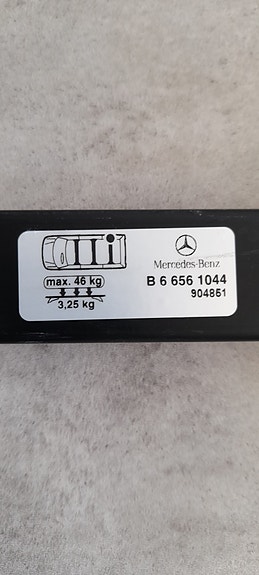 i
Mercedes-Benz
max. 46 kg
B 6 656 1044
904851
3,25 kg